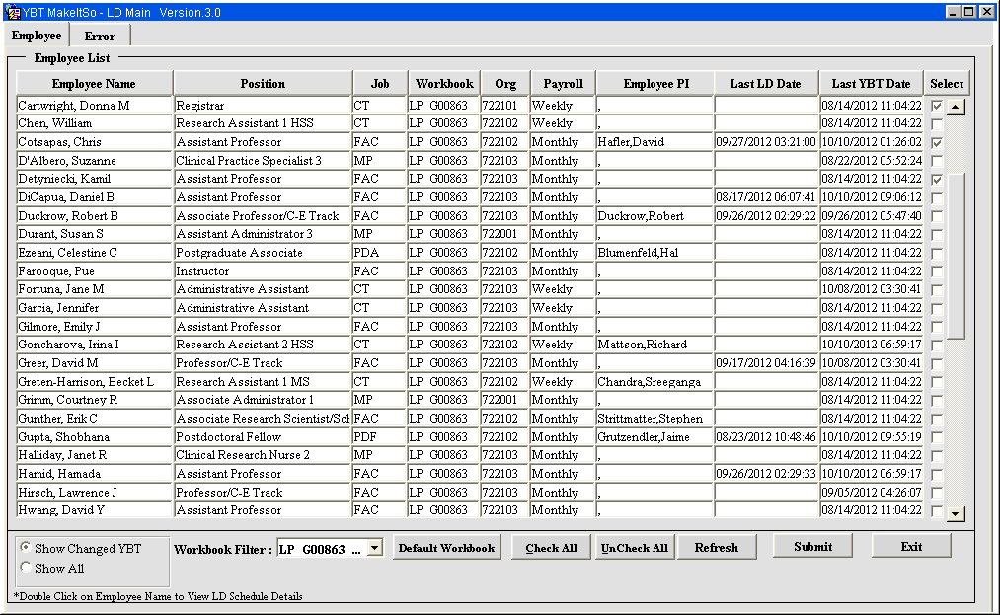 YBT MakeItSo - LD Main Version.3.0
Employee Error
Employee List
Employee Name Position Job Workbook Org Payroll Employee PI Last LD Date Last YBT Date Select
Cartwright, Donna M Registrar CT LP G00863 722101 Weekly , 08/14/2012 11:04:22
Chen, William Research Assistant 1 HSS CT LP G00863 722102 Weekly , 08/14/2012 11:04:22
Cotsapas, Chris Assistant Professor FAC LP G00863 722102 Monthly Hafler,David 09/27/2012 03:21:00 10/10/2012 01:26:02
D'Albero, Suzanne Clinical Practice Specialist 3 MP LP G00863 722103 Monthly , 08/22/2012 05:52:24
Detyniecki, Kamil Assistant Professor FAC LP G00863 722103 Monthly , 08/14/2012 11:04:22
DiCapua, Daniel B Assistant Professor FAC LP G00863 722103 Monthly , 08/17/2012 06:07:41 10/10/2012 09:06:12
Duckrow, Robert B Associate Professor/C-E Track FAC LP G00863 722103 Monthly Duckrow,Robert 09/26/2012 02:29:22 09/26/2012 05:47:40
Durant, Susan S Assistant Administrator 3 MP LP G00863 722001 Monthly , 08/14/2012 11:04:22
Ezeani, Celestine C Postgraduate Associate PDA LP G00863 722102 Monthly Blumenfeld,Hal 08/14/2012 11:04:22
Farooque, Pue Instructor FAC LP G00863 722103 Monthly , 08/14/2012 11:04:22
Fortuna, Jane M Administrative Assistant CT LP G00863 722103 Weekly , 10/08/2012 03:30:41
Garcia, Jennifer Administrative Assistant CT LP G00863 722103 Weekly , 08/14/2012 11:04:22
Gilmore, Emily J Assistant Professor FAC LP G00863 722103 Monthly , 08/14/2012 11:04:22
Goncharova, Irina I Research Assistant 2 HSS CT LP G00863 722102 Weekly Mattson,Richard 10/10/2012 06:59:17
Greer, David M Professor/C-E Track FAC LP G00863 722103 Monthly , 09/17/2012 04:16:39 10/08/2012 03:30:41
Greten-Harrison, Becket L Research Assistant 1 MS CT LP G00863 722102 Weekly Chandra,Sreeganga 08/14/2012 11:04:22
Grimm, Courtney R Associate Administrator 1 MP LP G00863 722001 Monthly , 08/14/2012 11:04:22
Gunther, Erik C Associate Research Scientist/Scl FAC LP G00863 722102 Monthly Strittmatter,Stephen 08/14/2012 11:04:22
Gupta, Shobhana Postdoctoral Fellow PDF LP G00863 722102 Monthly Grutzendler,Jaime 08/23/2012 10:48:46 10/10/2012 09:55:19
Halliday, Janet R Clinical Research Nurse 2 MP LP G00863 722103 Monthly , 08/14/2012 11:04:22
Hamid, Hamada Assistant Professor FAC LP G00863 722103 Monthly , 09/26/2012 02:29:33 10/10/2012 06:59:17
Hirsch, Lawrence J Professor/C-E Track FAC LP G00863 722103 Monthly , 09/05/2012 04:26:07
Hwang, David Y Assistant Professor FAC LP G00863 722103 Monthly , 08/14/2012 11:04:22
Show Changed YBT
Show All
Workbook Filter : LP G00863 ... Default Workbook Check All UnCheck All Refresh Submit Exit
*Double Click on Employee Name to View LD Schedule Details